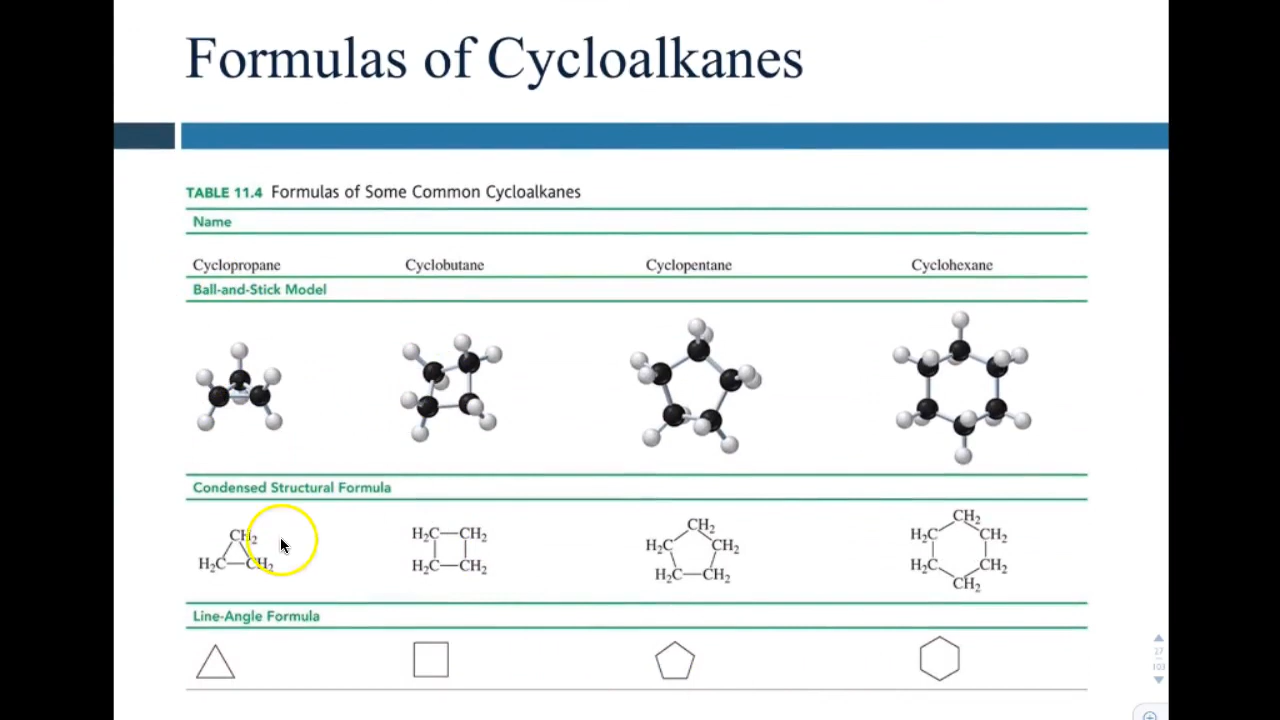 Formulas of Cycloalkanes
TABLE 11.4 Formulas of Some Common Cycloalkanes
Name
Cyclopropane Cyclobutane Cyclopentane Cyclohexane
Ball-and-Stick Model
Condensed Structural Formula
CH₂
H₂C—CH₂
H₂C—CH₂
H₂C—CH₂
CH₂
H₂C CH₂
H₂C—CH₂
CH₂
H₂C CH₂
H₂C CH₂
CH₂
Line-Angle Formula
27
103